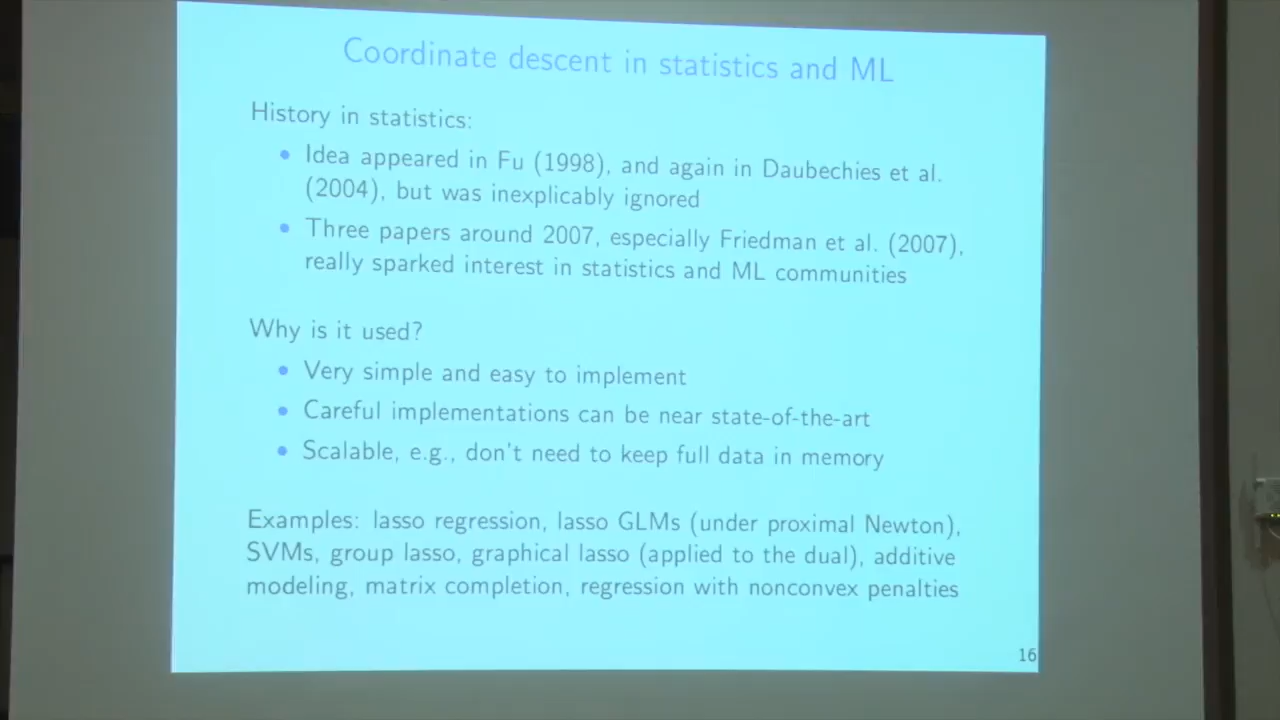 Coordinate descent in statistics and ML
History in statistics:
• Idea appeared in Fu (1998), and again in Daubechies et al.
(2004), but was inexplicably ignored
• Three papers around 2007, especially Friedman et al. (2007),
really sparked interest in statistics and ML communities
Why is it used?
• Very simple and easy to implement
• Careful implementations can be near state-of-the-art
• Scalable, e.g., don't need to keep full data in memory
Examples: lasso regression, lasso GLMs (under proximal Newton),
SVMs, group lasso, graphical lasso (applied to the dual), additive
modeling, matrix completion, regression with nonconvex penalties
16